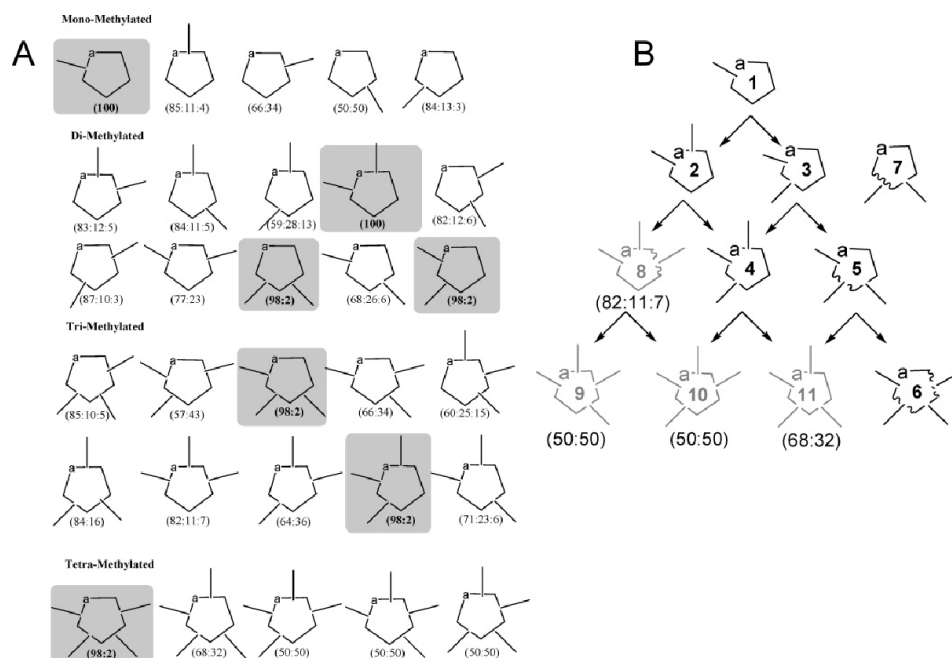 A
Mono-Methylated
a a a a a
(100) (85:11:4) (66:34) (50:50) (84:13:3)
Di-Methylated
a a a a a
(83:12:5) (84:11:5) (59:28:13) (100) (82:12:6)
a a a a a
(87:10:3) (77:23) (98:2) (68:26:6) (98:2)
Tri-Methylated
a a a a a
(85:10:5) (57:43) (98:2) (66:34) (60:25:15)
a a a a a
(84:16) (82:11:7) (64:36) (98:2) (71:23:6)
Tetra-Methylated
a a a a a
(98:2) (68:32) (50:50) (50:50) (50:50)
B
a 1
a 2 a 3 a 7
a 8 a 4 a 5
(82:11:7)
a 9 a 10 a 11 a 6
(50:50) (50:50) (68:32)